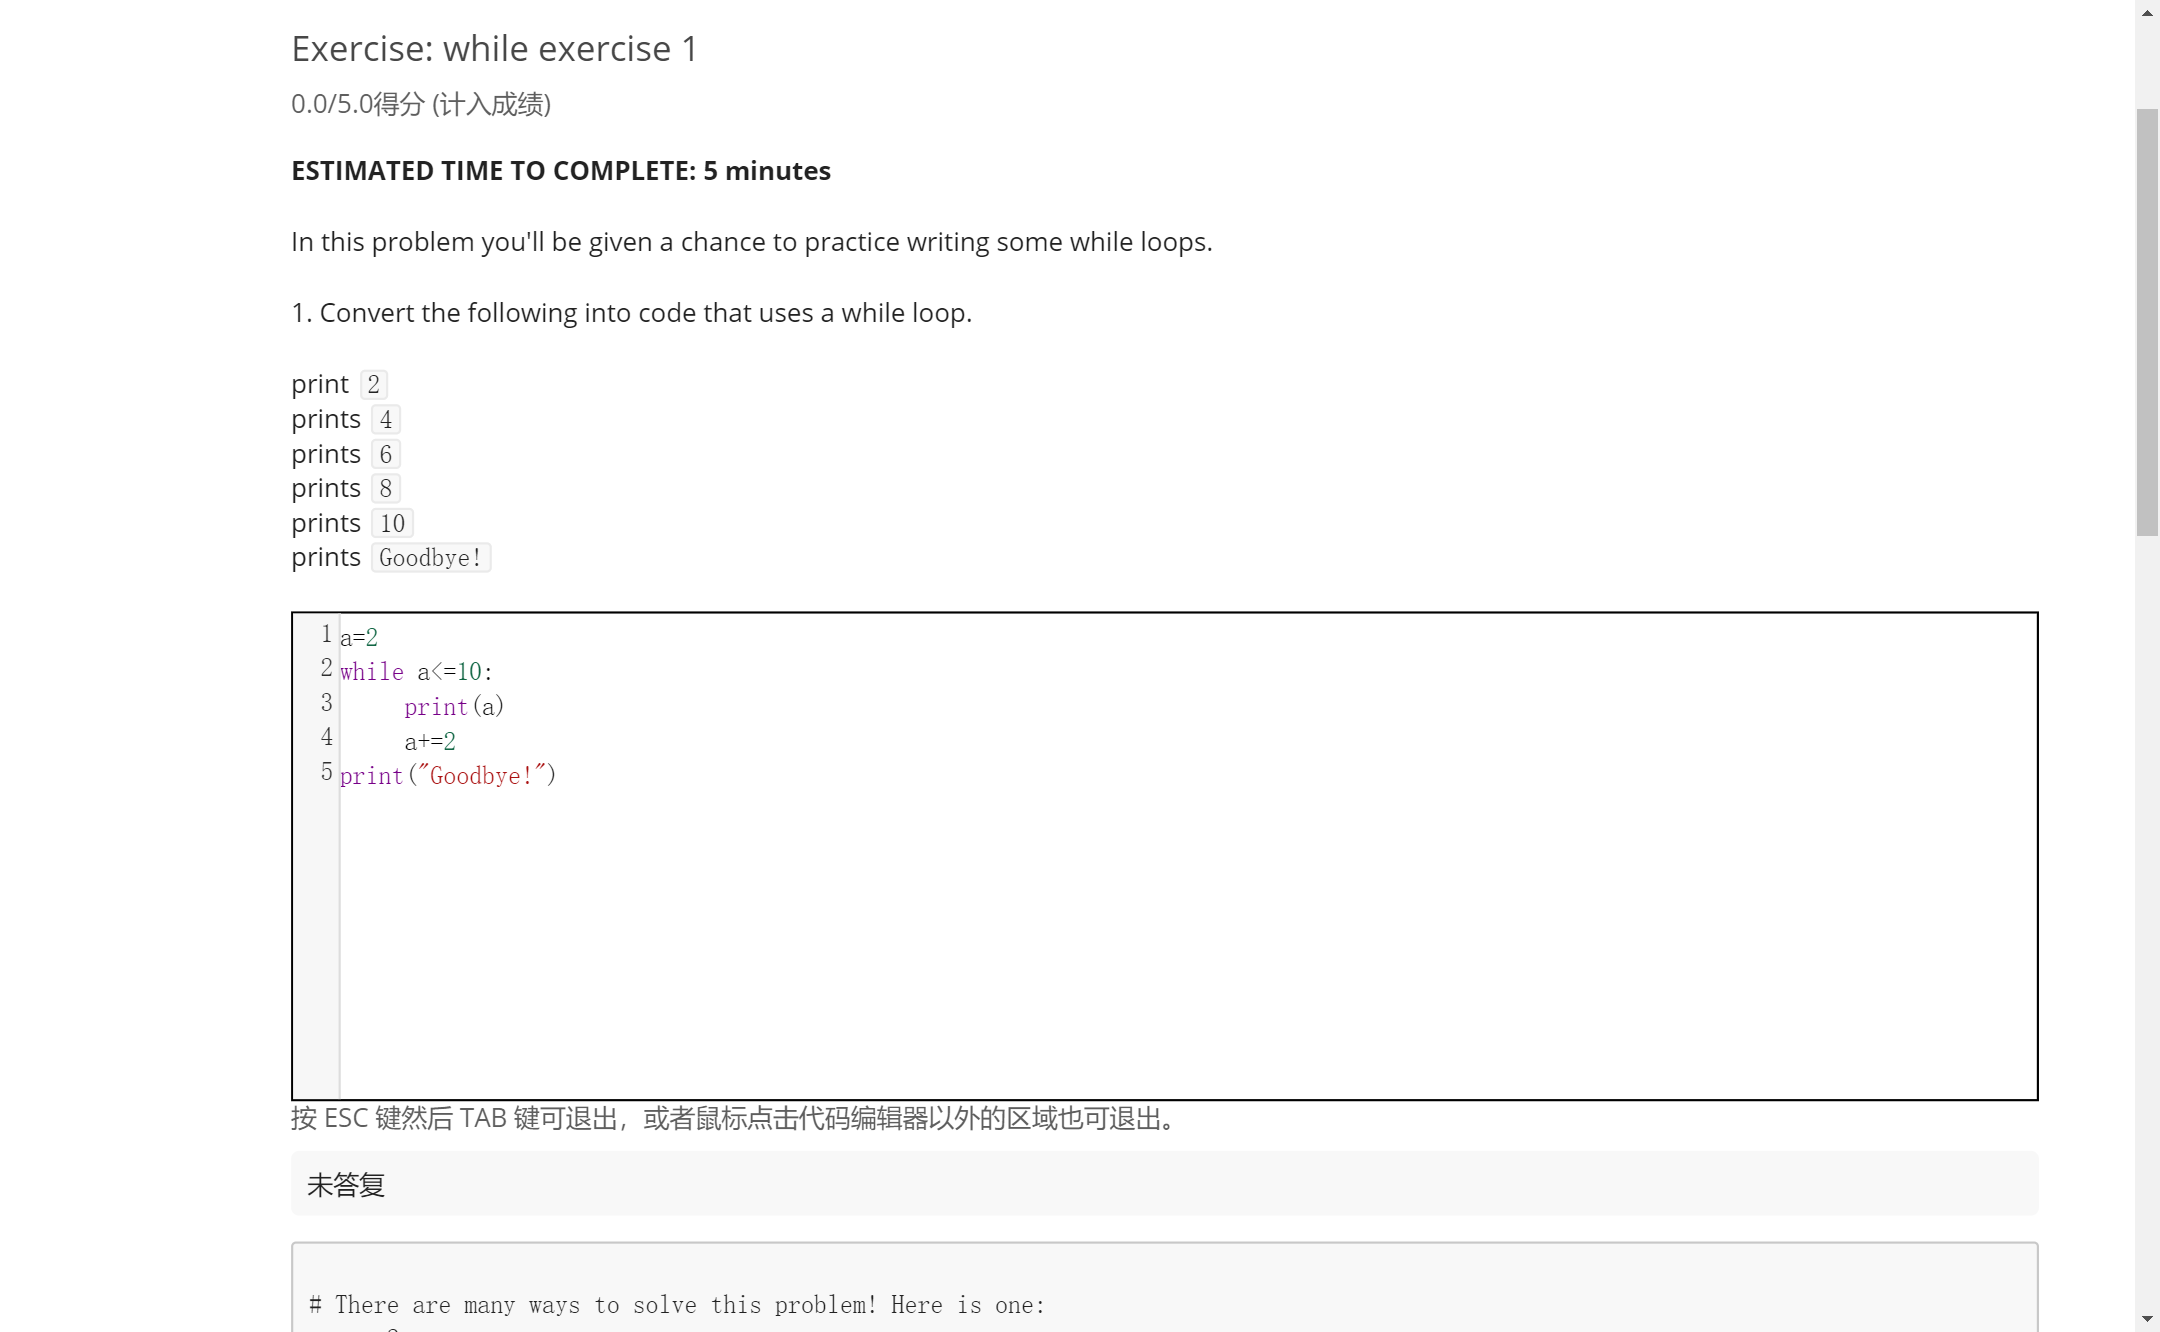 Exercise: while exercise 1
0.0/5.0得分 (计入成绩)
ESTIMATED TIME TO COMPLETE: 5 minutes
In this problem you'll be given a chance to practice writing some while loops.
1. Convert the following into code that uses a while loop.
print 2
prints 4
prints 6
prints 8
prints 10
prints Goodbye!
1 a=2
2 while a<=10:
3     print(a)
4     a+=2
5 print("Goodbye!")
按 ESC 键然后 TAB 键可退出，或者鼠标点击代码编辑器以外的区域也可退出。
未答复
# There are many ways to solve this problem! Here is one: